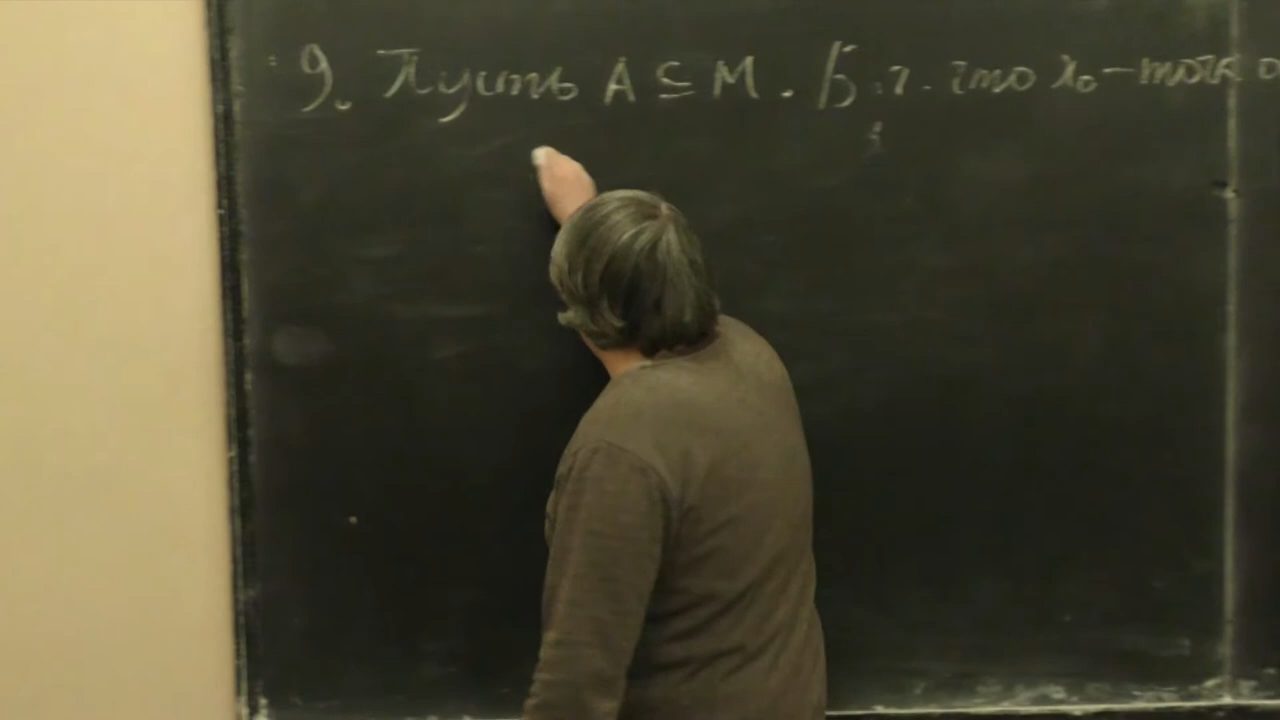 9. Пусть A ⊆ M. Б. г. что x₀ – точк